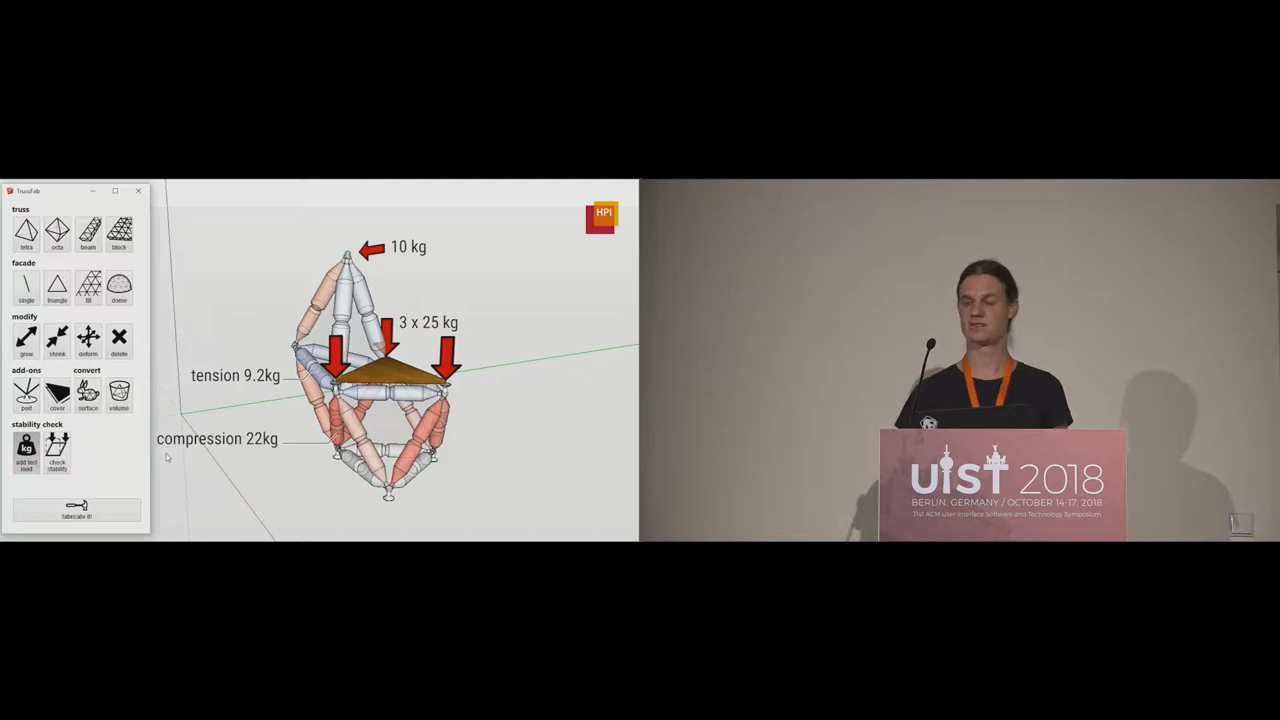 TrussFab
truss
tetra
octa
beam
block
facade
single
triangle
fill
dome
modify
grow
shrink
deform
delete
add-ons
convert
pod
cover
surface
volume
stability check
kg
add test
load
check
stability
fabricate it!
HPI
10 kg
3 x 25 kg
tension 9.2kg
compression 22kg
UIST 2018
BERLIN, GERMANY / OCTOBER 14-17, 2018
31st ACM User Interface Software and Technology Symposium